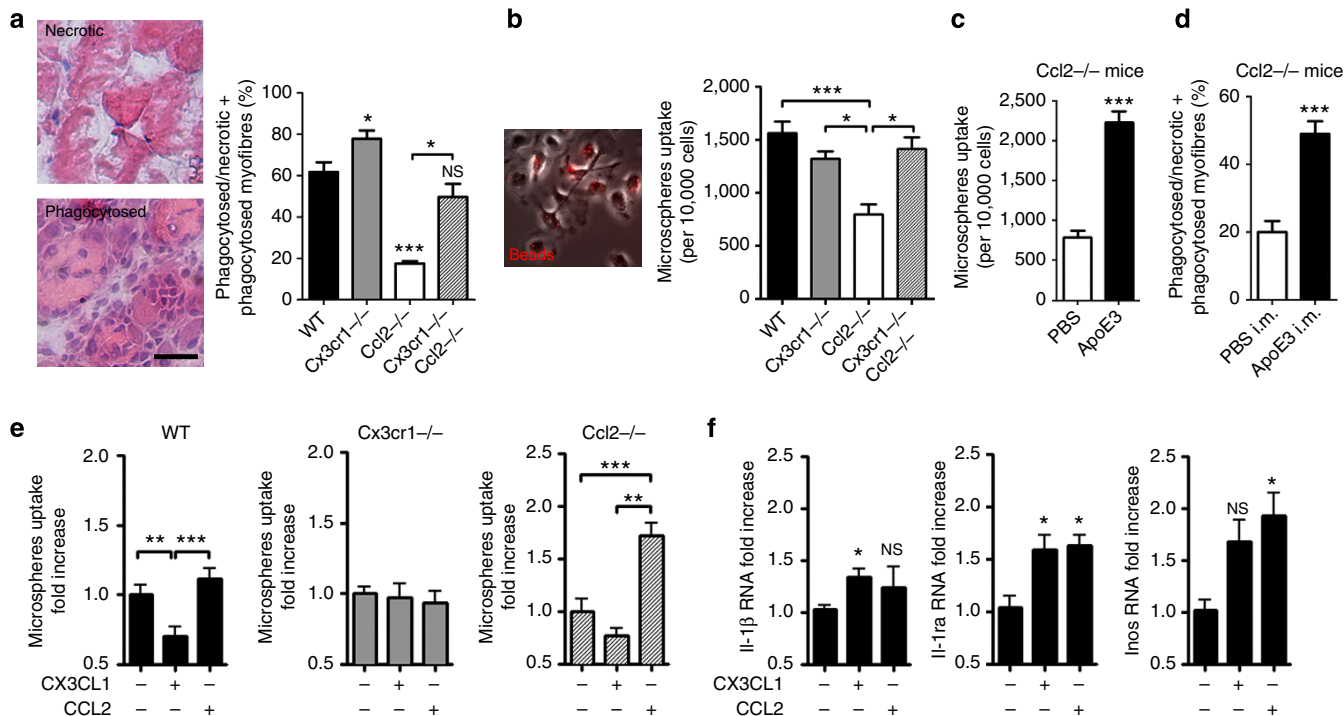 a
Necrotic
Phagocytosed
Phagocytosed/necrotic +
phagocytosed myofibres (%)
100
80
60
40
20
0
*
***
*
NS
WT
Cx3cr1–/–
Ccl2–/–
Cx3cr1–/–
Ccl2–/–
b
Beads
Microscpheres uptake
(per 10,000 cells)
2,000
1,500
1,000
500
0
***
*
*
WT
Cx3cr1–/–
Ccl2–/–
Cx3cr1–/–
Ccl2–/–
c
Ccl2–/– mice
Microscpheres uptake
(per 10,000 cells)
2,500
2,000
1,500
1,000
500
0
***
PBS
ApoE3
d
Ccl2–/– mice
Phagocytosed/necrotic +
phagocytosed myofibres (%)
60
40
20
0
***
PBS i.m.
ApoE3 i.m.
e
WT
Microspheres uptake
fold increase
2.0
1.5
1.0
0.5
** ***
Cx3cr1–/–
Microspheres uptake
fold increase
2.0
1.5
1.0
0.5
Ccl2–/–
Microspheres uptake
fold increase
2.5
2.0
1.5
1.0
0.5
***
**
CX3CL1 – + – – + – – + –
CCL2 – – + – – + – – +
f
Il-1β RNA fold increase
2.5
2.0
1.5
1.0
0.5
*
NS
Il-1ra RNA fold increase
2.5
2.0
1.5
1.0
0.5
* *
Inos RNA fold increase
2.5
2.0
1.5
1.0
0.5
NS
*
CX3CL1 – + – – + – – + –
CCL2 – – + – – + – – +